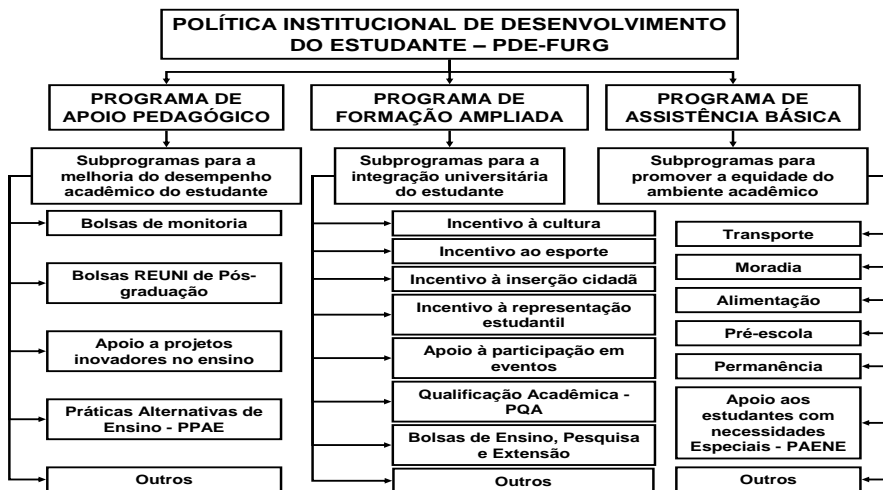 POLÍTICA INSTITUCIONAL DE DESENVOLVIMENTO
DO ESTUDANTE – PDE-FURG
PROGRAMA DE
APOIO PEDAGÓGICO
PROGRAMA DE
FORMAÇÃO AMPLIADA
PROGRAMA DE
ASSISTÊNCIA BÁSICA
Subprogramas para a
melhoria do desempenho
acadêmico do estudante
Subprogramas para a
integração universitária
do estudante
Subprogramas para
promover a equidade do
ambiente acadêmico
Bolsas de monitoria
Bolsas REUNI de Pós-
graduação
Apoio a projetos
inovadores no ensino
Práticas Alternativas de
Ensino - PPAE
Outros
Incentivo à cultura
Incentivo ao esporte
Incentivo à inserção cidadã
Incentivo à representação
estudantil
Apoio à participação em
eventos
Qualificação Acadêmica -
PQA
Bolsas de Ensino, Pesquisa
e Extensão
Outros
Transporte
Moradia
Alimentação
Pré-escola
Permanência
Apoio aos
estudantes com
necessidades
Especiais - PAENE
Outros